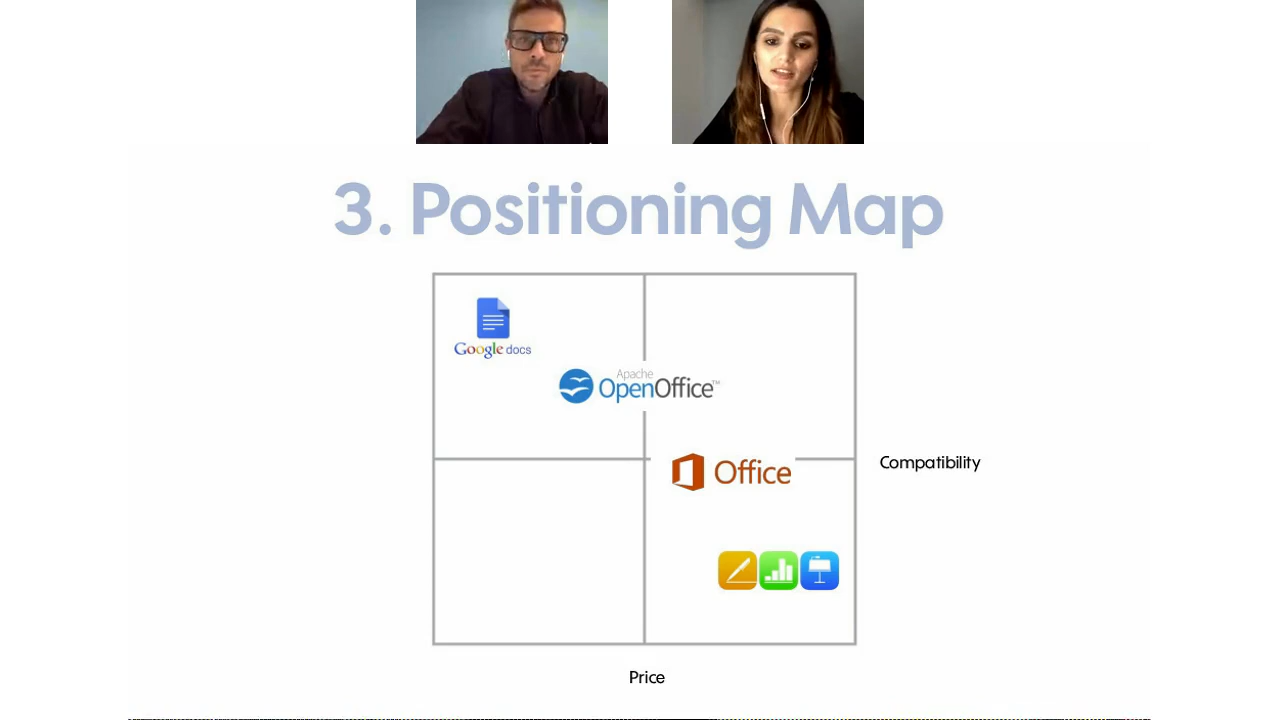 3. Positioning Map
Google docs
Apache
OpenOffice™
Office
Compatibility
Price